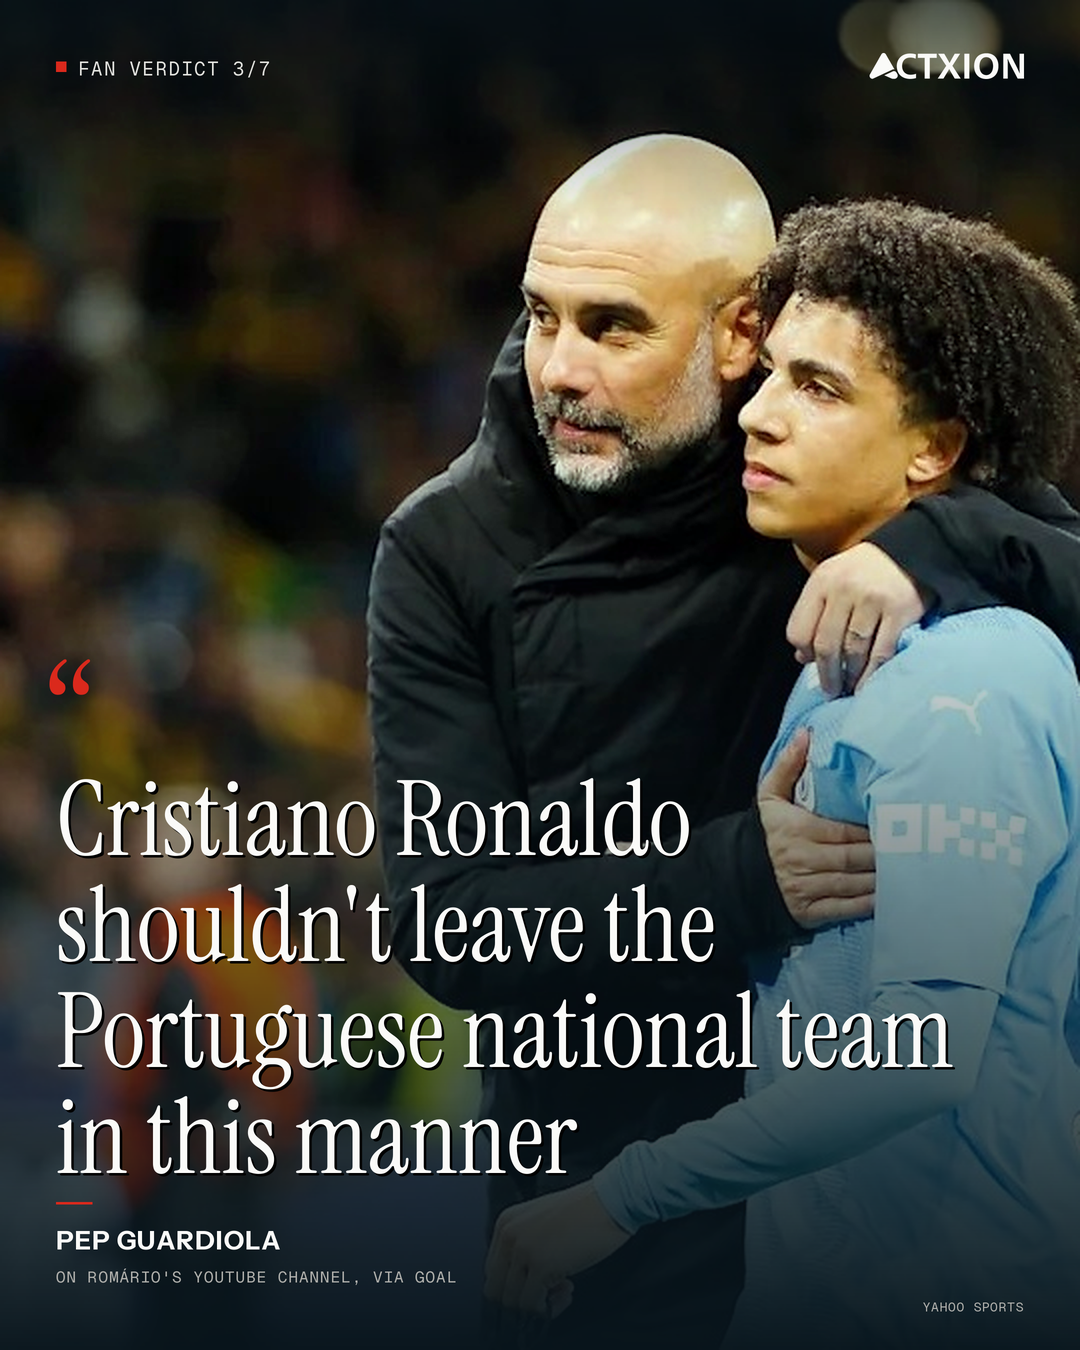 FAN VERDICT 3/7
ACTXION
“
Cristiano Ronaldo
shouldn't leave the
Portuguese national team
in this manner
PEP GUARDIOLA
ON ROMÁRIO'S YOUTUBE CHANNEL, VIA GOAL
YAHOO SPORTS
OKX